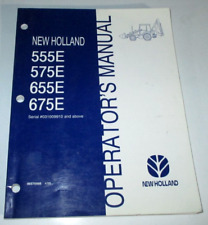 NEW HOLLAND
555E
575E
655E
675E
OPERATOR'S MANUAL
NEW HOLLAND